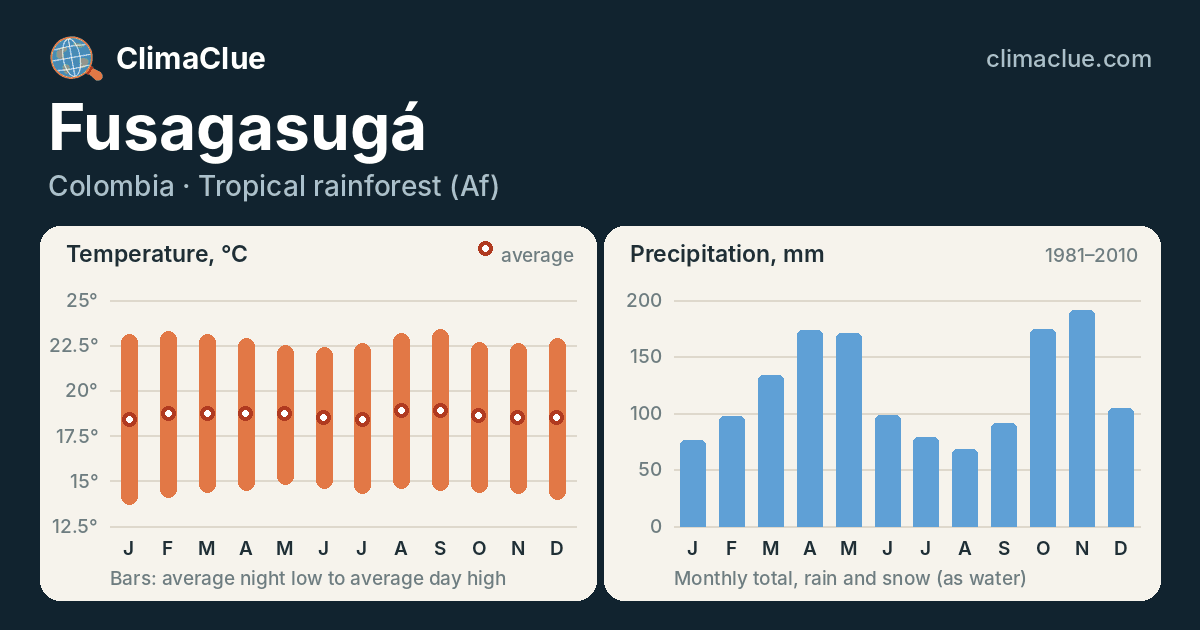 ClimaClue
climaclue.com
Fusagasugá
Colombia · Tropical rainforest (Af)
Temperature, °C
average
25°
22.5°
20°
17.5°
15°
12.5°
J F M A M J J A S O N D
Bars: average night low to average day high
Precipitation, mm
1981–2010
200
150
100
50
0
J F M A M J J A S O N D
Monthly total, rain and snow (as water)